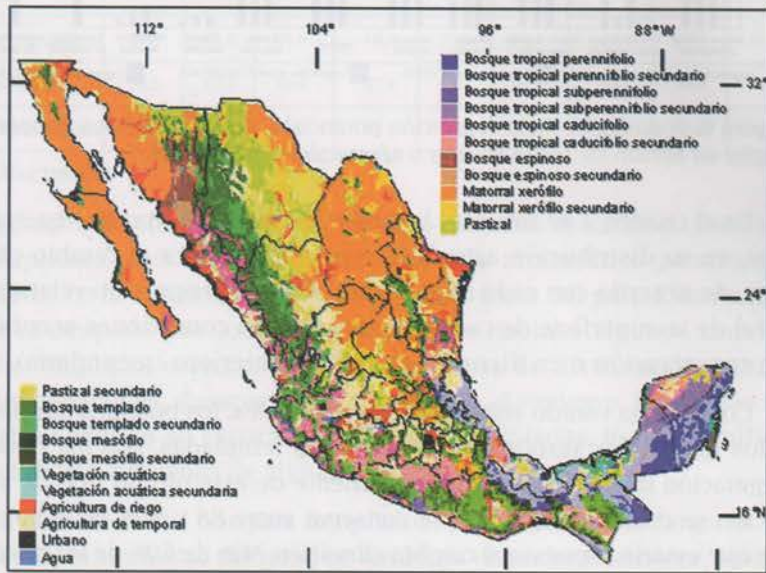 112°
104°
96°
88°W
Bosque tropical perennifolio
Bosque tropical perennifolio secundario
Bosque tropical subperennifolio
Bosque tropical subperennifolio secundario
Bosque tropical caducifolio
Bosque tropical caducifolio secundario
Bosque espinoso
Bosque espinoso secundario
Matorral xerófilo
Matorral xerófilo secundario
Pastizal
32°
24°
16°N
Pastizal secundario
Bosque templado
Bosque templado secundario
Bosque mesófilo
Bosque mesófilo secundario
Vegetación acuática
Vegetación acuática secundaria
Agricultura de riego
Agricultura de temporal
Urbano
Agua